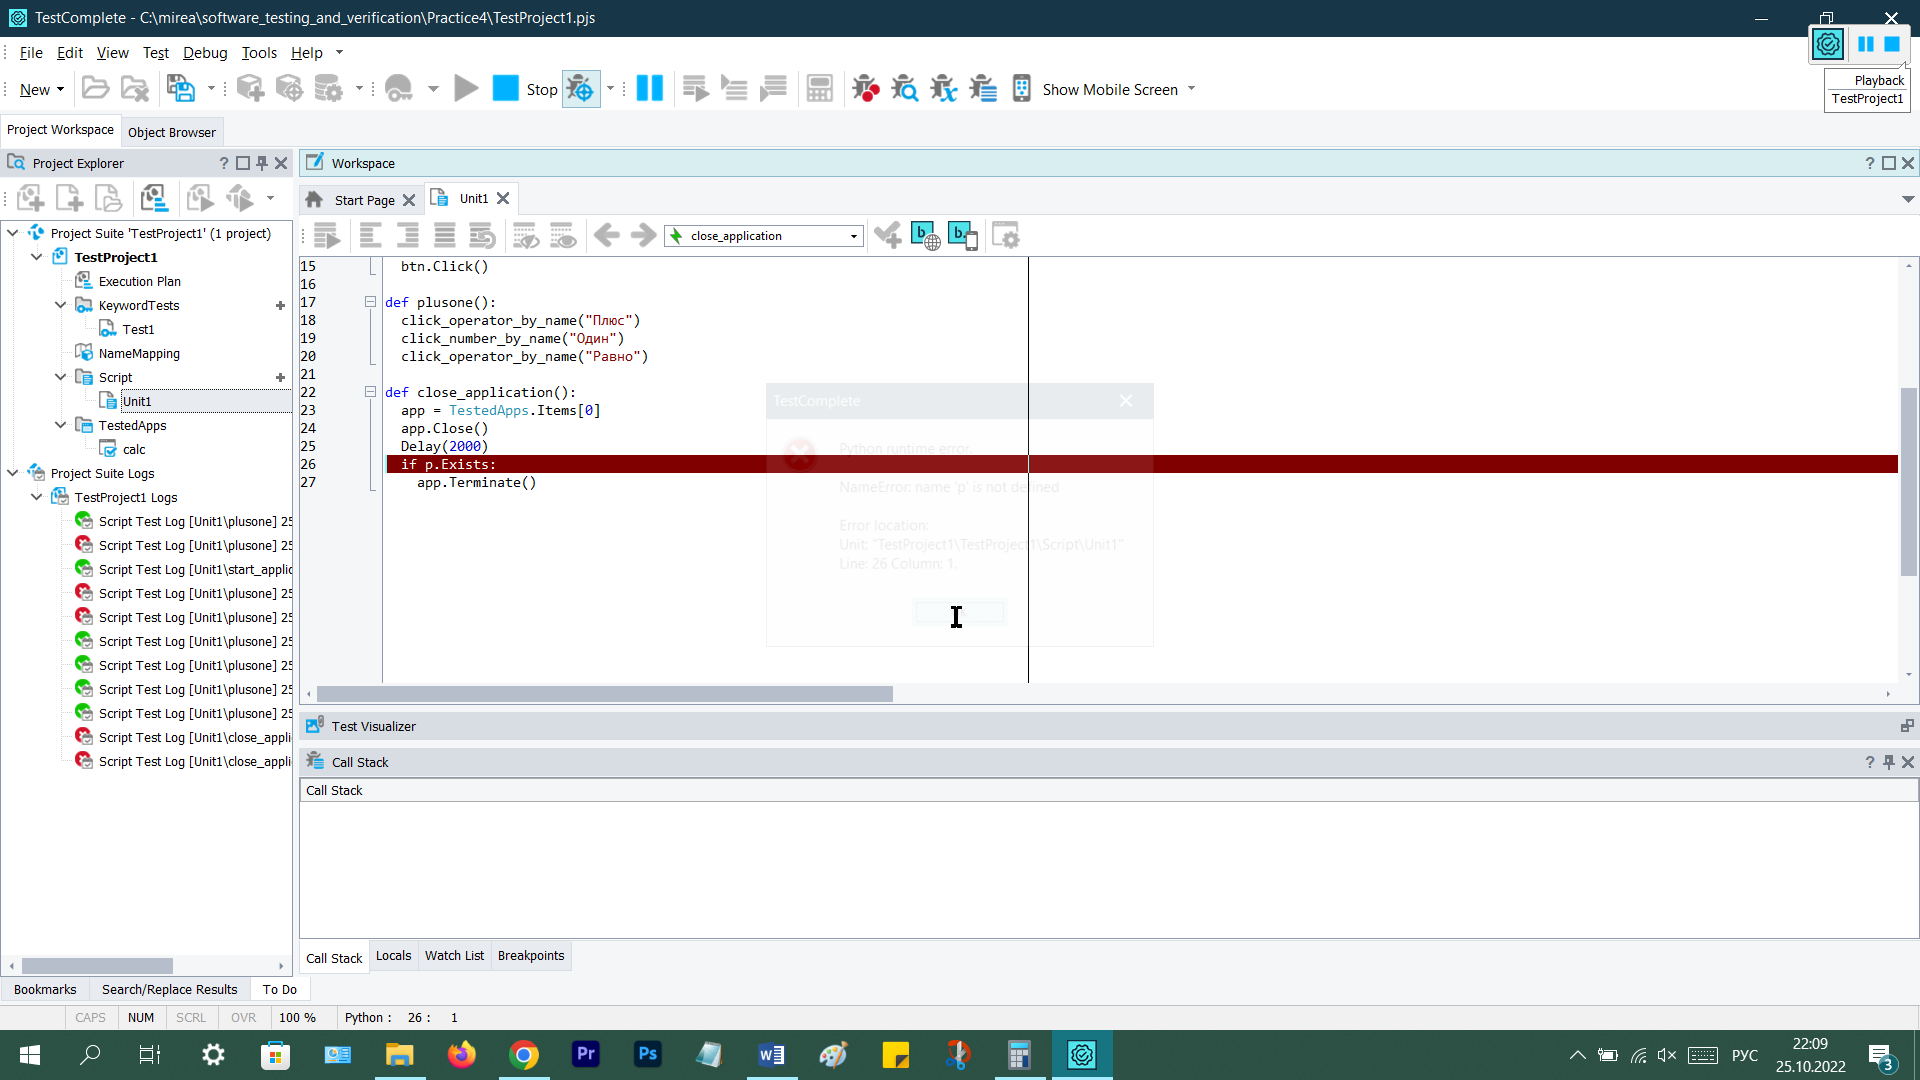 TestComplete - C:\mirea\software_testing_and_verification\Practice4\TestProject1.pjs
File Edit View Test Debug Tools Help
New Stop Show Mobile Screen
Playback
TestProject1
Project Workspace Object Browser
Project Explorer
Workspace
Start Page Unit1
close_application
Project Suite 'TestProject1' (1 project)
TestProject1
Execution Plan
KeywordTests
Test1
NameMapping
Script
Unit1
TestedApps
calc
Project Suite Logs
TestProject1 Logs
Script Test Log [Unit1\plusone] 25
Script Test Log [Unit1\plusone] 25
Script Test Log [Unit1\start_applic
Script Test Log [Unit1\plusone] 25
Script Test Log [Unit1\plusone] 25
Script Test Log [Unit1\plusone] 25
Script Test Log [Unit1\plusone] 25
Script Test Log [Unit1\plusone] 25
Script Test Log [Unit1\plusone] 25
Script Test Log [Unit1\close_appli
Script Test Log [Unit1\close_appli
15 btn.Click()
16
17 def plusone():
18 click_operator_by_name("Плюс")
19 click_number_by_name("Один")
20 click_operator_by_name("Равно")
21
22 def close_application():
23 app = TestedApps.Items[0]
24 app.Close()
25 Delay(2000)
26 if p.Exists:
27 app.Terminate()
TestComplete
Python runtime error.
NameError: name 'p' is not defined
Error location:
Unit: "TestProject1\TestProject1\Script\Unit1"
Line: 26 Column: 1.
Test Visualizer
Call Stack
Call Stack
Call Stack Locals Watch List Breakpoints
Bookmarks Search/Replace Results To Do
CAPS NUM SCRL OVR 100 % Python : 26 : 1
Pr Ps
РУС
22:09
25.10.2022
3